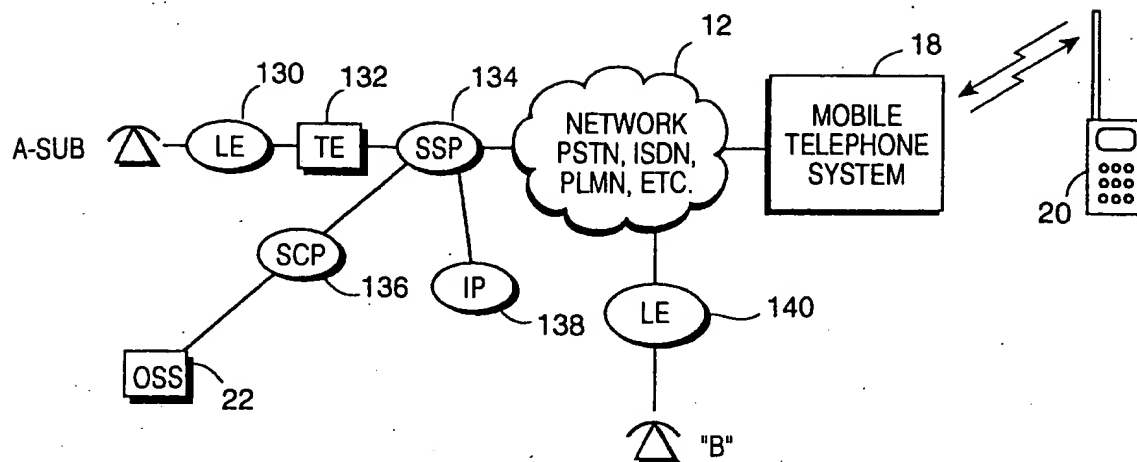 12
18
130
132
134
A-SUB
LE
TE
SSP
NETWORK
PSTN, ISDN,
PLMN, ETC.
MOBILE
TELEPHONE
SYSTEM
20
SCP
136
IP
138
LE
140
OSS
22
"B"